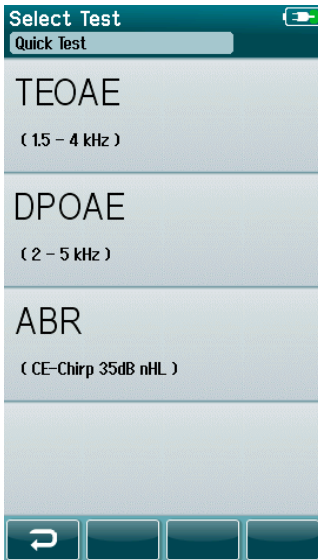 Select Test
Quick Test
TEOAE
( 1.5 – 4 kHz )
DPOAE
( 2 – 5 kHz )
ABR
( CE-Chirp 35dB nHL )